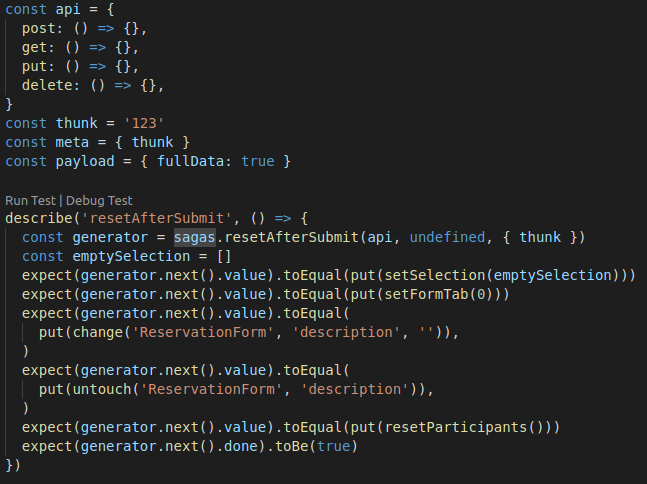 const api = {
  post: () => {},
  get: () => {},
  put: () => {},
  delete: () => {},
}
const thunk = '123'
const meta = { thunk }
const payload = { fullData: true }
Run Test | Debug Test
describe('resetAfterSubmit', () => {
  const generator = sagas.resetAfterSubmit(api, undefined, { thunk })
  const emptySelection = []
  expect(generator.next().value).toEqual(put(setSelection(emptySelection)))
  expect(generator.next().value).toEqual(put(setFormTab(0)))
  expect(generator.next().value).toEqual(
    put(change('ReservationForm', 'description', '')),
  )
  expect(generator.next().value).toEqual(
    put(untouch('ReservationForm', 'description')),
  )
  expect(generator.next().value).toEqual(put(resetParticipants()))
  expect(generator.next().done).toBe(true)
})